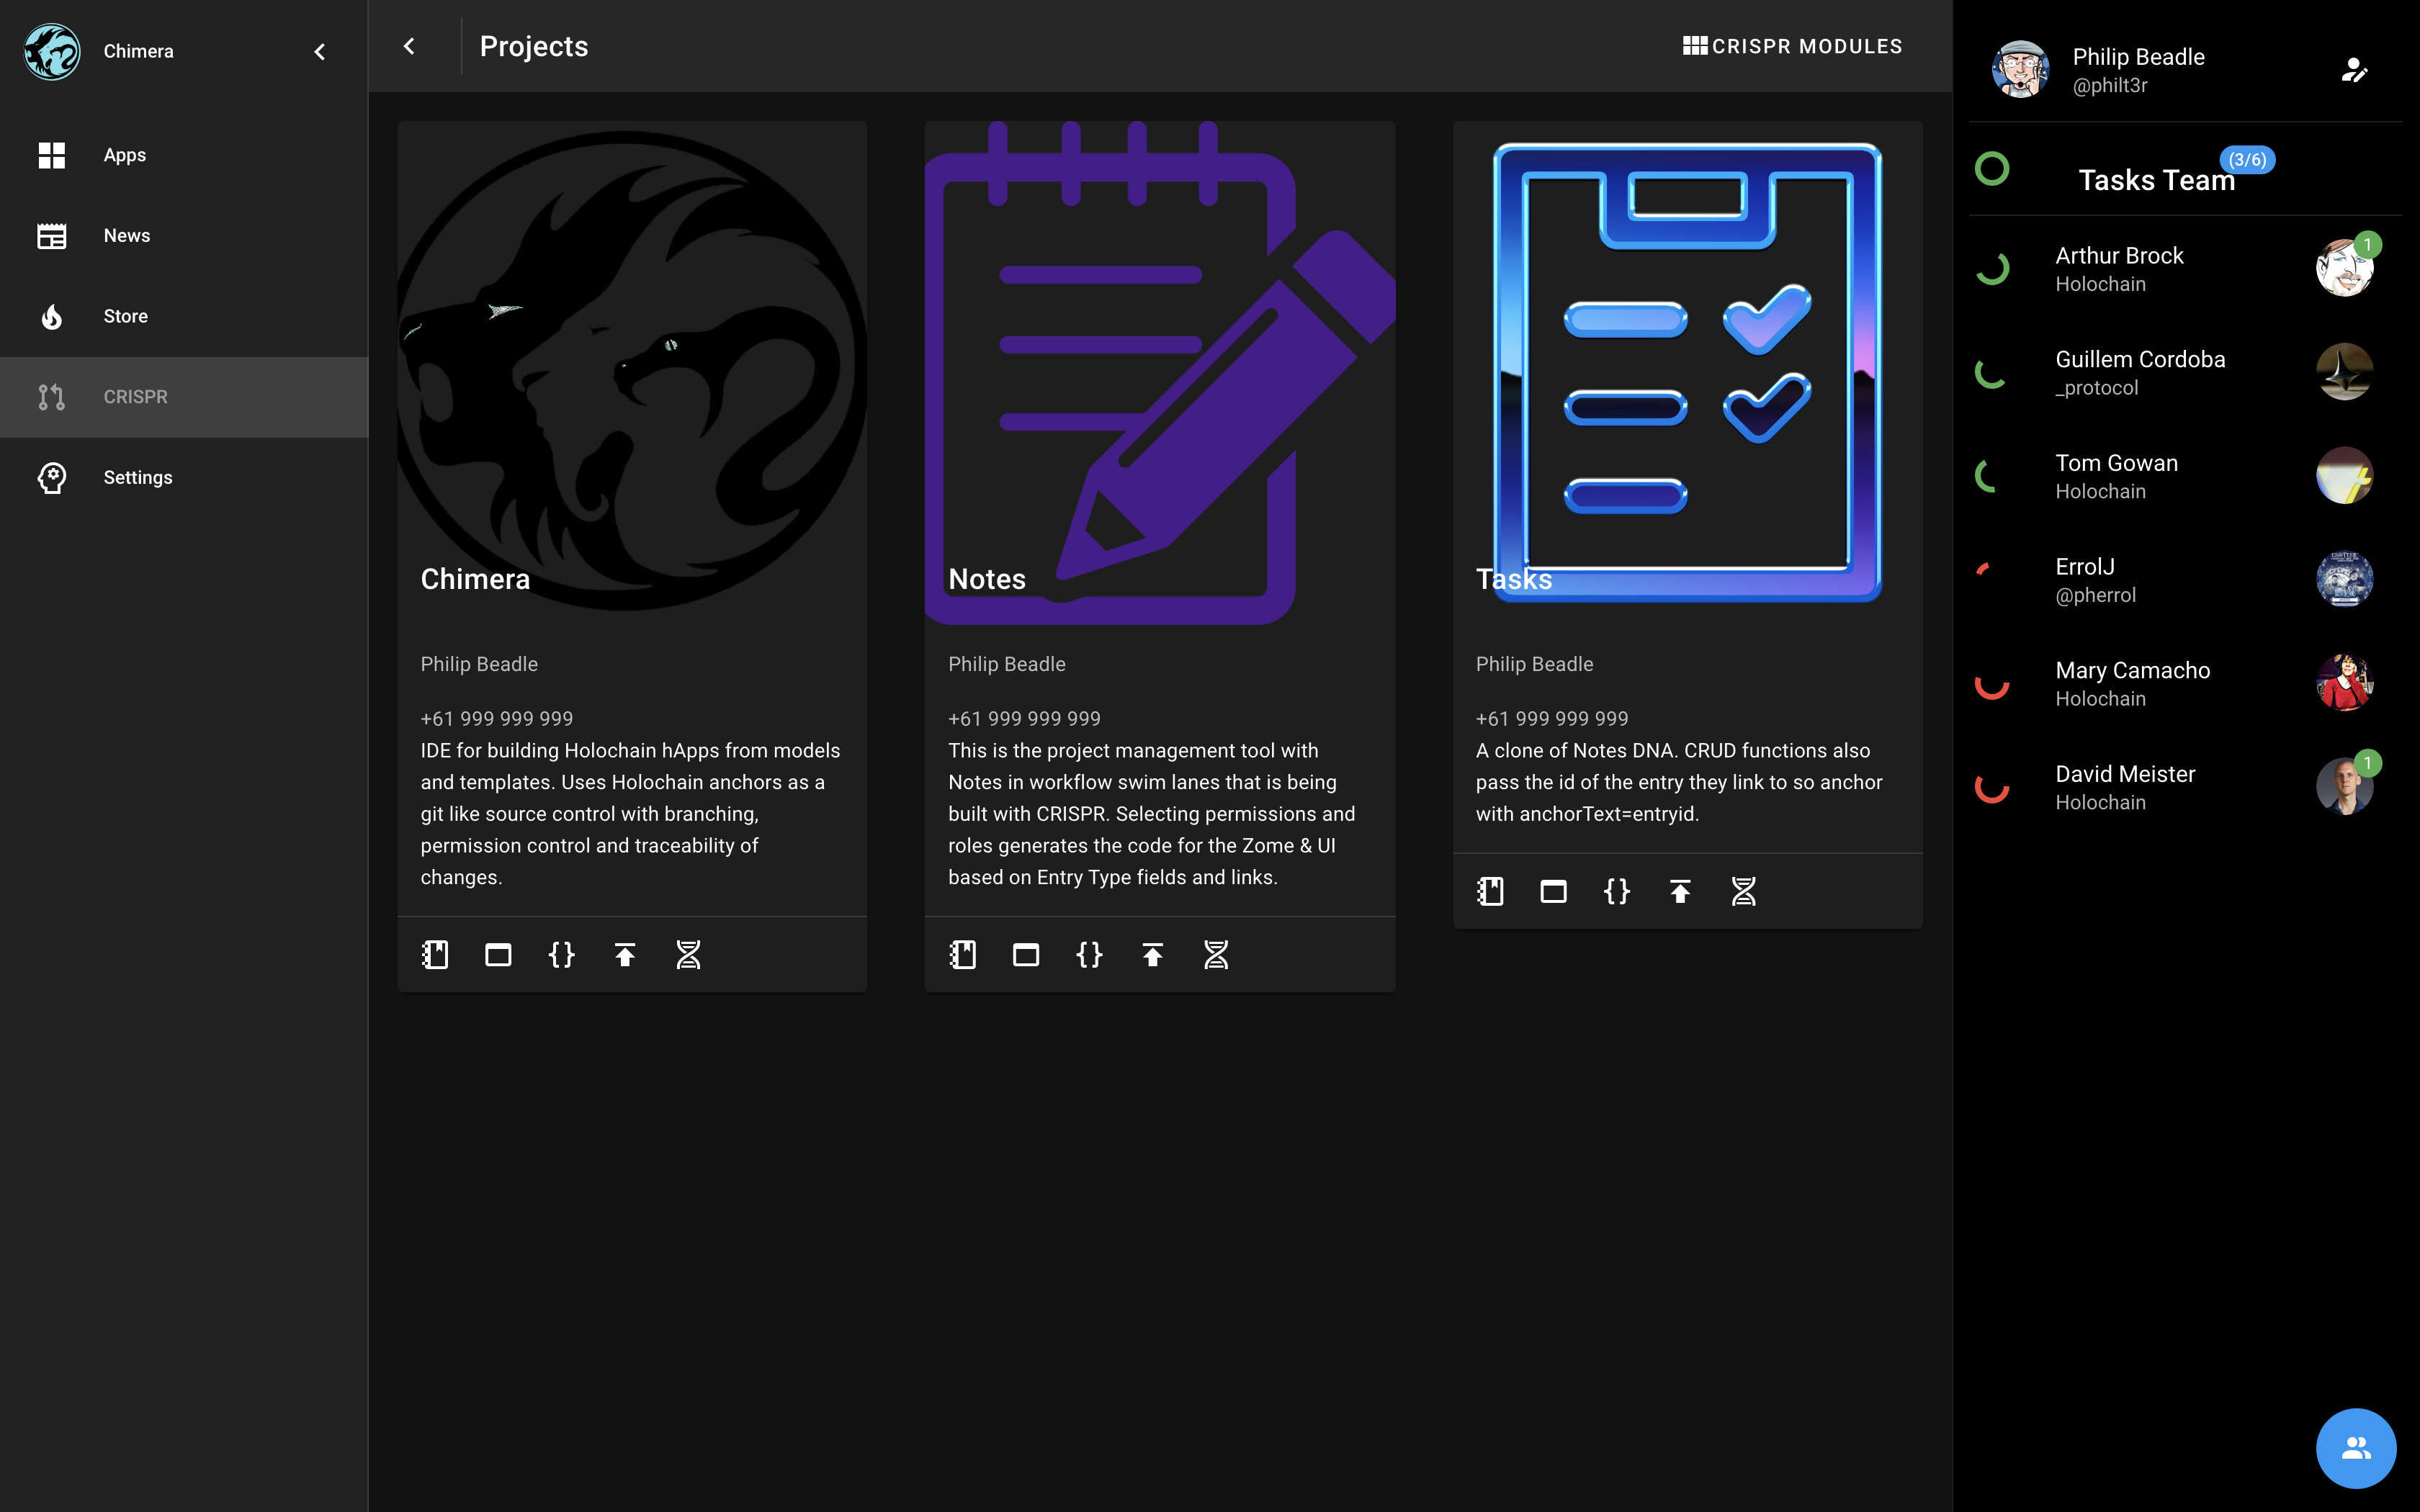 Chimera
Apps
News
Store
CRISPR
Settings
Projects
CRISPR MODULES
Chimera
Philip Beadle
+61 999 999 999
IDE for building Holochain hApps from models
and templates. Uses Holochain anchors as a
git like source control with branching,
permission control and traceability of
changes.
Notes
Philip Beadle
+61 999 999 999
This is the project management tool with
Notes in workflow swim lanes that is being
built with CRISPR. Selecting permissions and
roles generates the code for the Zome & UI
based on Entry Type fields and links.
Tasks
Philip Beadle
+61 999 999 999
A clone of Notes DNA. CRUD functions also
pass the id of the entry they link to so anchor
with anchorText=entryid.
Philip Beadle
@philt3r
(3/6)
Tasks Team
Arthur Brock
Holochain
1
Guillem Cordoba
_protocol
Tom Gowan
Holochain
ErrolJ
@pherrol
Mary Camacho
Holochain
David Meister
Holochain
1